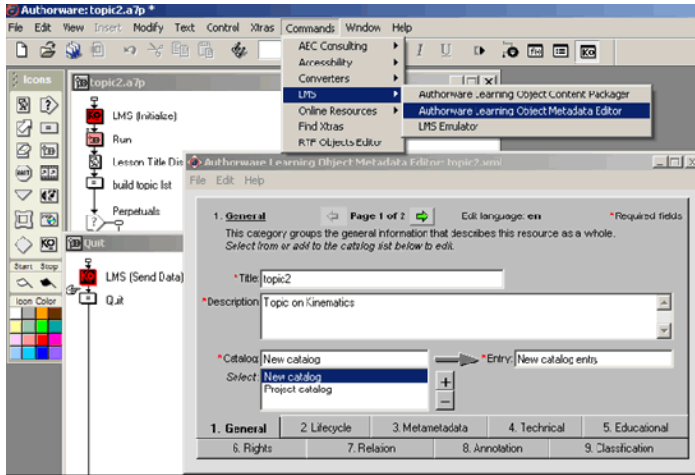 Authorware: topic2.a7p *
File Edit View Insert Modify Text Control Xtras Commands Window Help
I U
Icons
topic2.a7p
AEC Consulting
Accessibility
Converters
LMS
Online Resources
Find Xtras
RTF Objects Editor
Authorware Learning Object Content Packager
Authorware Learning Object Metadata Editor
LMS Emulator
LMS (Initialize)
Run
Lesson Title Dis
build topic list
Perpetuals
Quit
LMS (Send Data)
Quit
Start Stop
Icon Color
Authorware Learning Object Metadata Editor: topic2.xml
File Edit Help
1. General Page 1 of 2 Edit language: en *Required fields
This category groups the general information that describes this resource as a whole.
Select from or add to the catalog list below to edit.
*Title: topic2
*Description: Topic on Kinematics
*Catalog: New catalog *Entry: New catalog entry
Select: New catalog
Project catalog
+
-
1. General 2. Lifecycle 3. Metametadata 4. Technical 5. Educational
6. Rights 7. Relation 8. Annotation 9. Classification